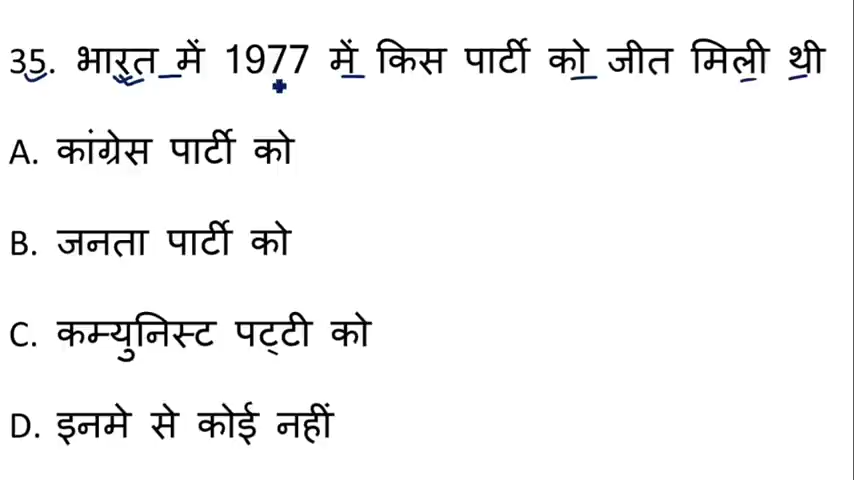 35. भारत में 1977 में किस पार्टी को जीत मिली थी
A. कांग्रेस पार्टी को
B. जनता पार्टी को
C. कम्युनिस्ट पट्टी को
D. इनमे से कोई नहीं